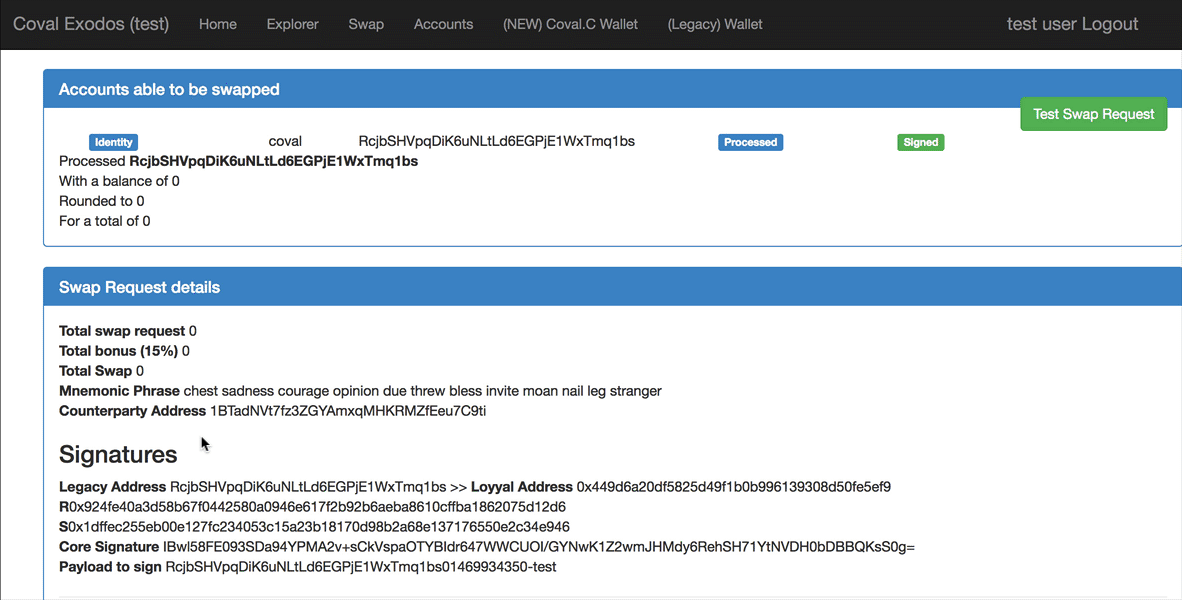 Coval Exodos (test) Home Explorer Swap Accounts (NEW) Coval.C Wallet (Legacy) Wallet test user Logout
Accounts able to be swapped
Test Swap Request
Identity coval RcjbSHVpqDiK6uNLtLd6EGPjE1WxTmq1bs Processed Signed
Processed RcjbSHVpqDiK6uNLtLd6EGPjE1WxTmq1bs
With a balance of 0
Rounded to 0
For a total of 0
Swap Request details
Total swap request 0
Total bonus (15%) 0
Total Swap 0
Mnemonic Phrase chest sadness courage opinion due threw bless invite moan nail leg stranger
Counterparty Address 1BTadNVt7fz3ZGYAmxqMHKRMZfEeu7C9ti
Signatures
Legacy Address RcjbSHVpqDiK6uNLtLd6EGPjE1WxTmq1bs >> Loyyal Address 0x449d6a20df5825d49f1b0b996139308d50fe5ef9
R0x924fe40a3d58b67f0442580a0946e617f2b92b6aeba8610cffba1862075d12d6
S0x1dffec255eb00e127fc234053c15a23b18170d98b2a68e137176550e2c34e946
Core Signature IBwl58FE093SDa94YPMA2v+sCkVspaOTYBIdr647WWCUOI/GYNwK1Z2wmJHMdy6RehSH71YtNVDH0bDBBQKsS0g=
Payload to sign RcjbSHVpqDiK6uNLtLd6EGPjE1WxTmq1bs01469934350-test